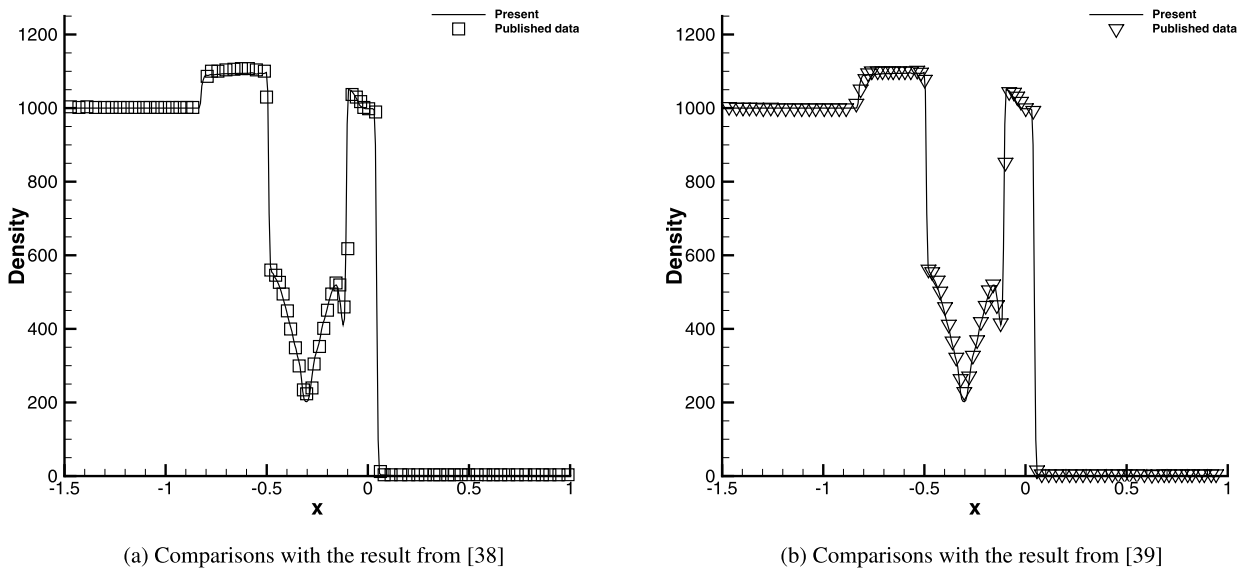 Present
Published data
1200
1000
800
600
400
200
0
Density
-1.5
-1
-0.5
0
0.5
1
x
(a) Comparisons with the result from [38]
Present
Published data
1200
1000
800
600
400
200
0
Density
-1.5
-1
-0.5
0
0.5
1
x
(b) Comparisons with the result from [39]